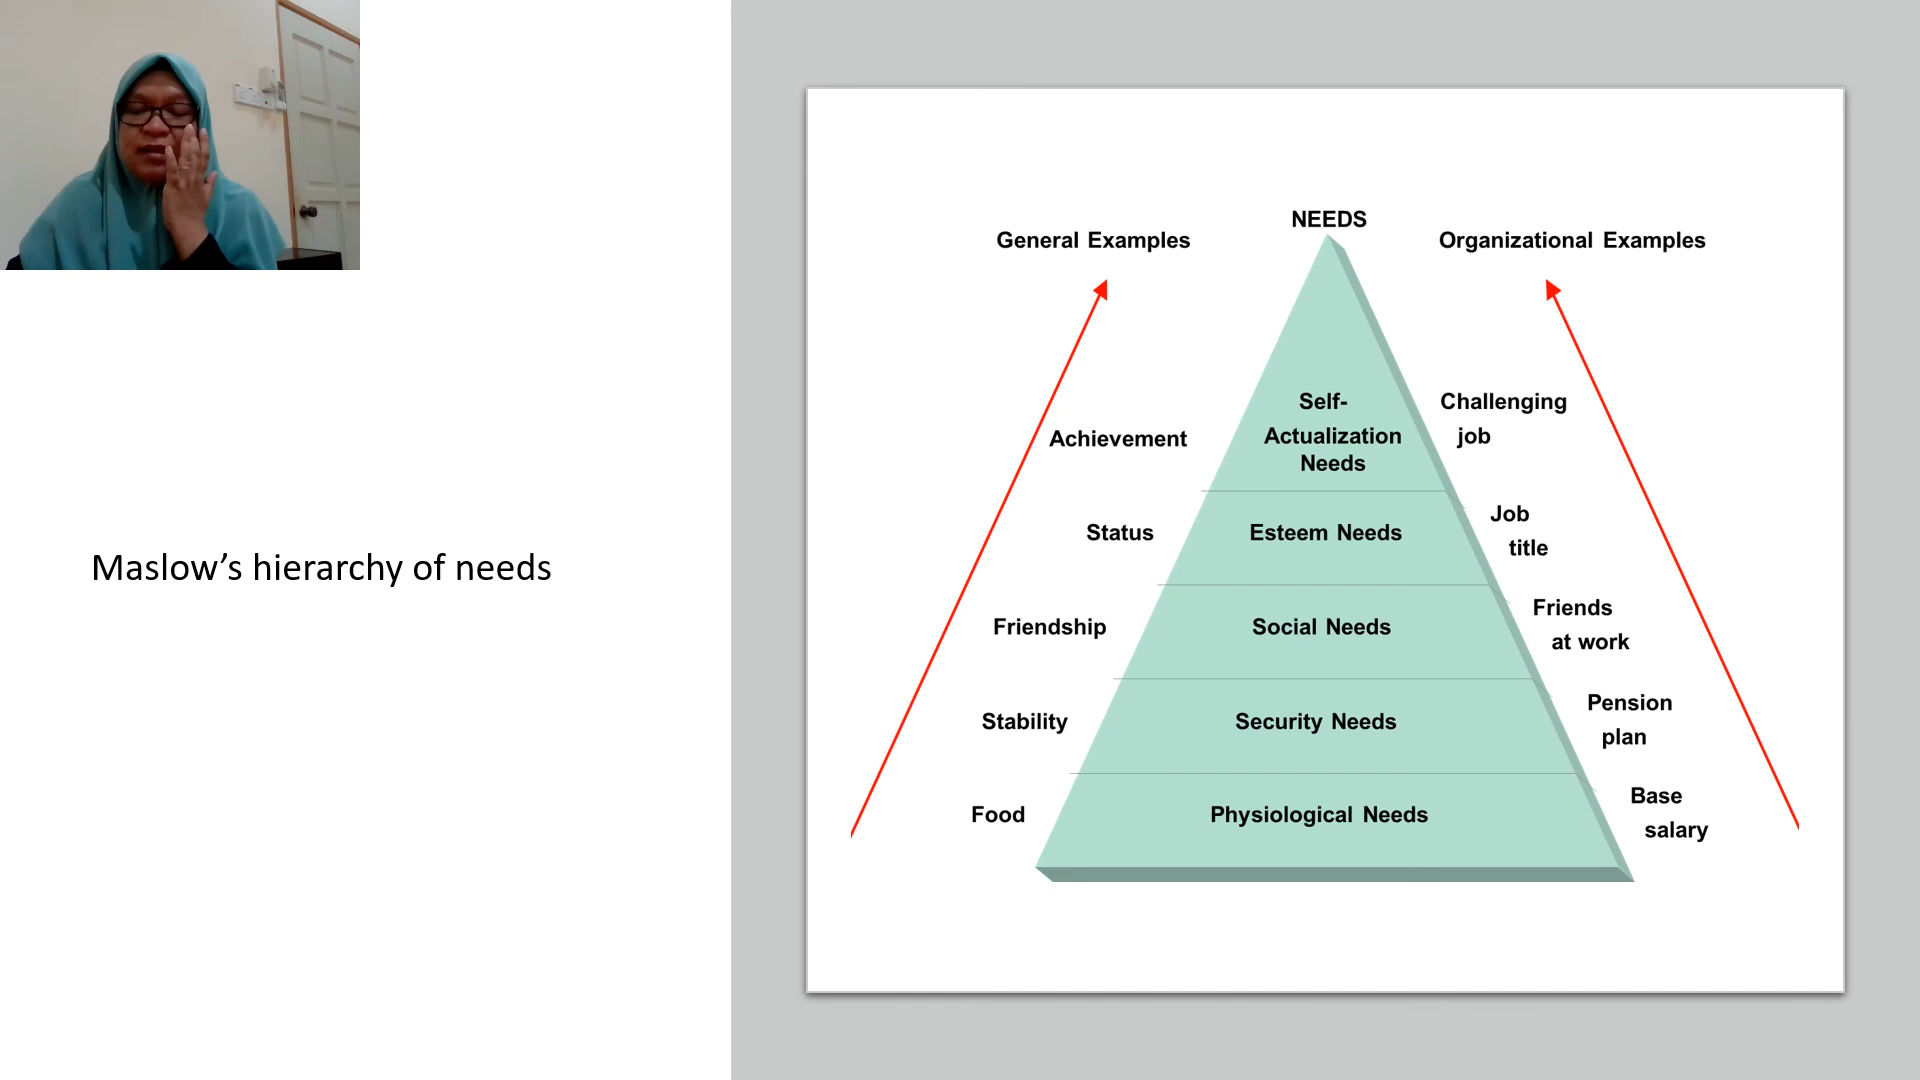 Maslow’s hierarchy of needs
NEEDS
General Examples
Organizational Examples
Achievement
Self-
Actualization
Needs
Challenging
job
Status
Esteem Needs
Job
title
Friendship
Social Needs
Friends
at work
Stability
Security Needs
Pension
plan
Food
Physiological Needs
Base
salary